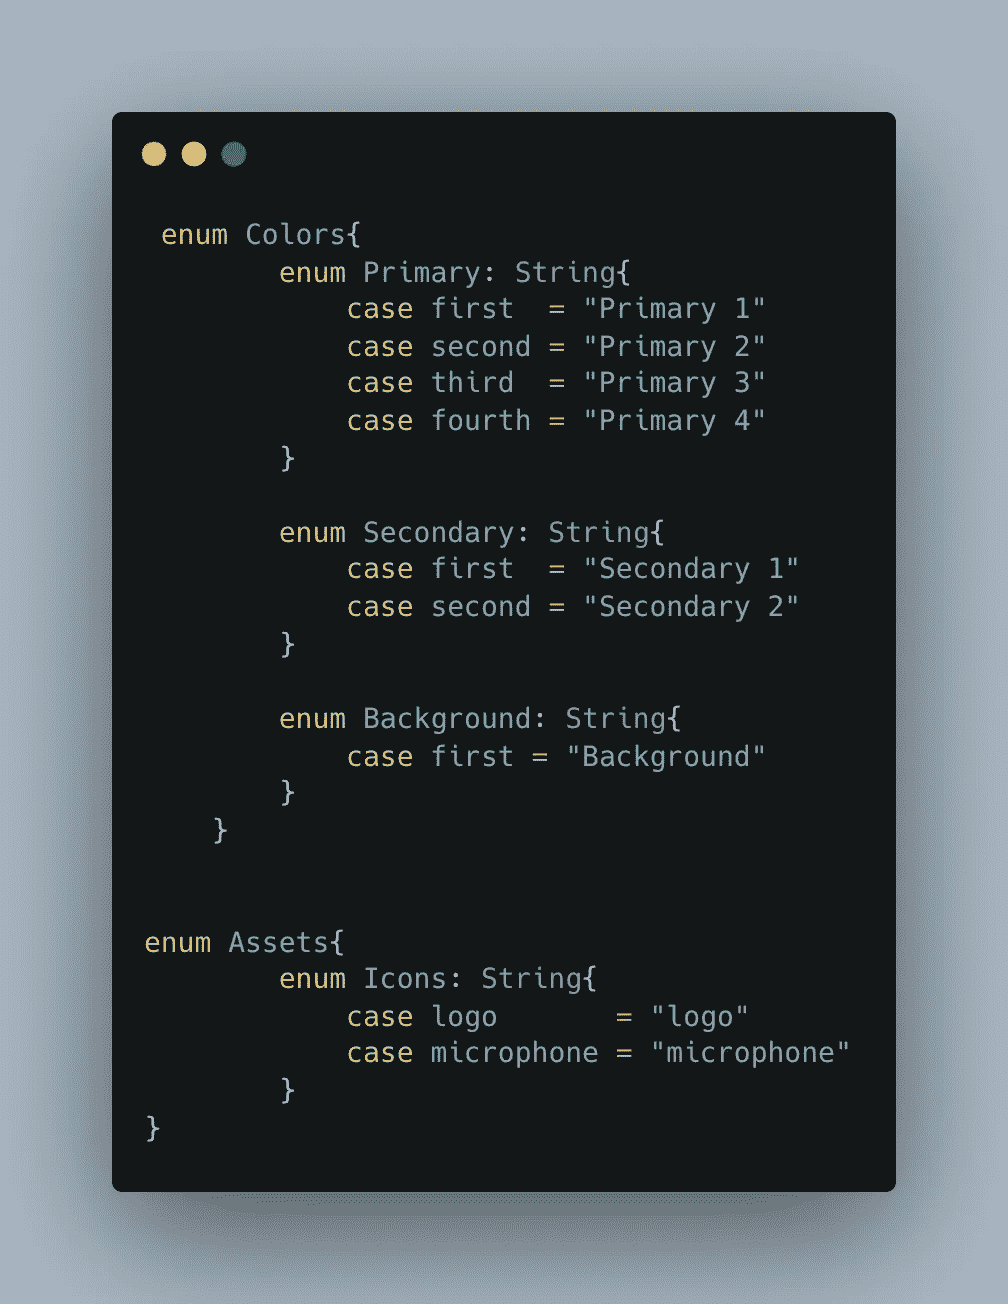 enum Colors{
enum Primary: String{
case first  = "Primary 1"
case second = "Primary 2"
case third  = "Primary 3"
case fourth = "Primary 4"
}
enum Secondary: String{
case first  = "Secondary 1"
case second = "Secondary 2"
}
enum Background: String{
case first = "Background"
}
}
enum Assets{
enum Icons: String{
case logo       = "logo"
case microphone = "microphone"
}
}